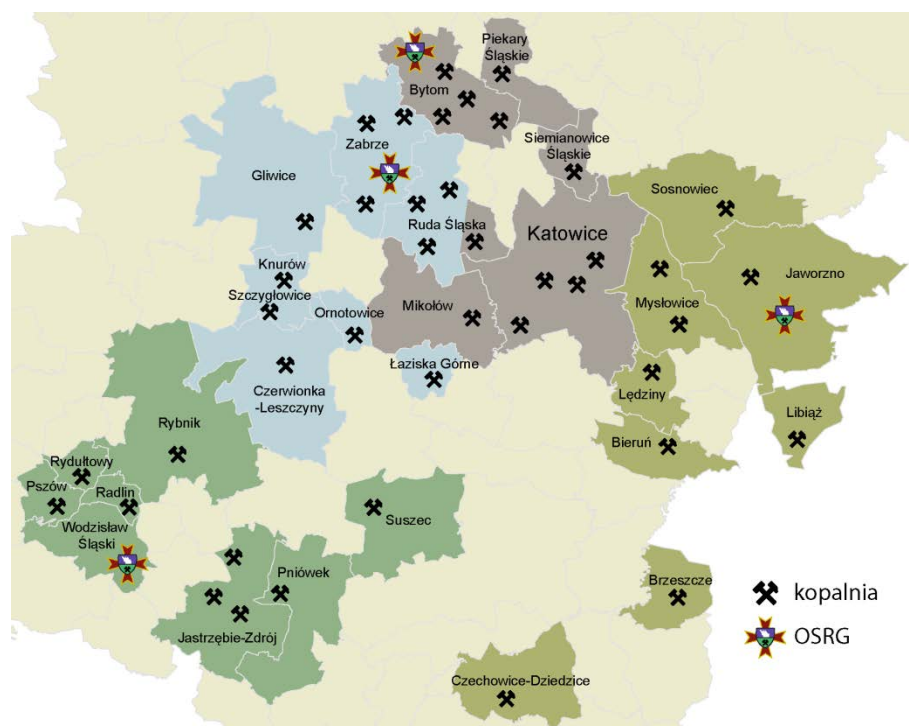 Piekary
Śląskie
Bytom
Siemianowice
Śląskie
Zabrze
Gliwice
Sosnowiec
Ruda Śląska
Katowice
Knurów
Szczygłowice
Jaworzno
Mysłowice
Ornotowice
Mikołów
Łaziska Górne
Czerwionka
-Leszczyny
Lędziny
Libiąż
Rybnik
Bieruń
Rydułtowy
Pszów
Radlin
Suszec
Wodzisław
Śląski
Pniówek
Brzeszcze
Jastrzębie-Zdrój
Czechowice-Dziedzice
kopalnia
OSRG